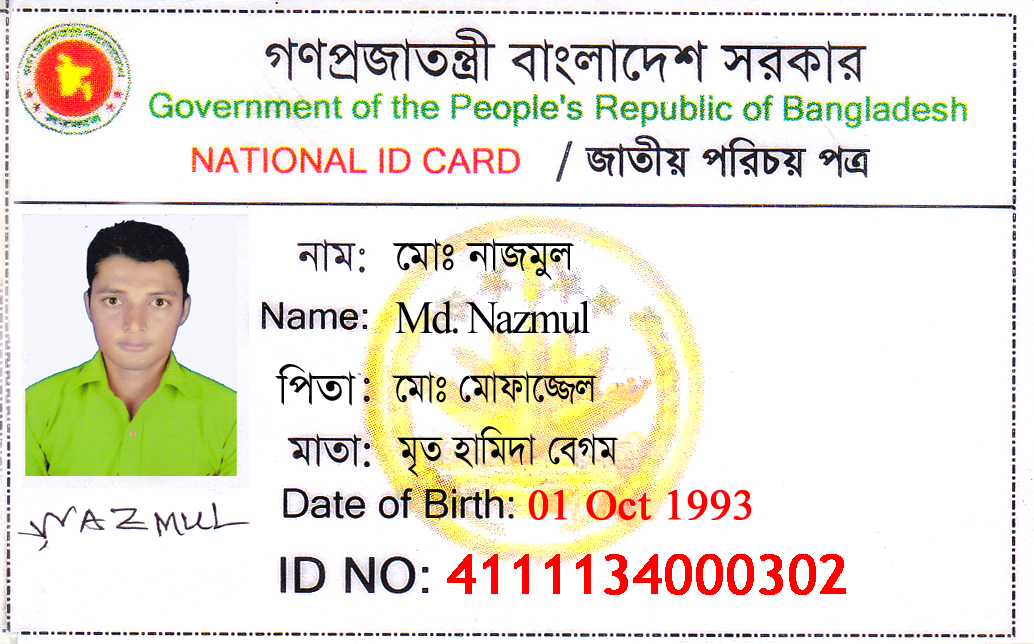 গণপ্রজাতন্ত্রী বাংলাদেশ সরকার
Government of the People's Republic of Bangladesh
NATIONAL ID CARD / জাতীয় পরিচয় পত্র
নাম: মোঃ নাজমুল
Name: Md. Nazmul
পিতা: মোঃ মোফাজ্জেল
মাতা: মৃত হামিদা বেগম
Date of Birth: 01 Oct 1993
ID NO: 4111134000302
NAZMUL